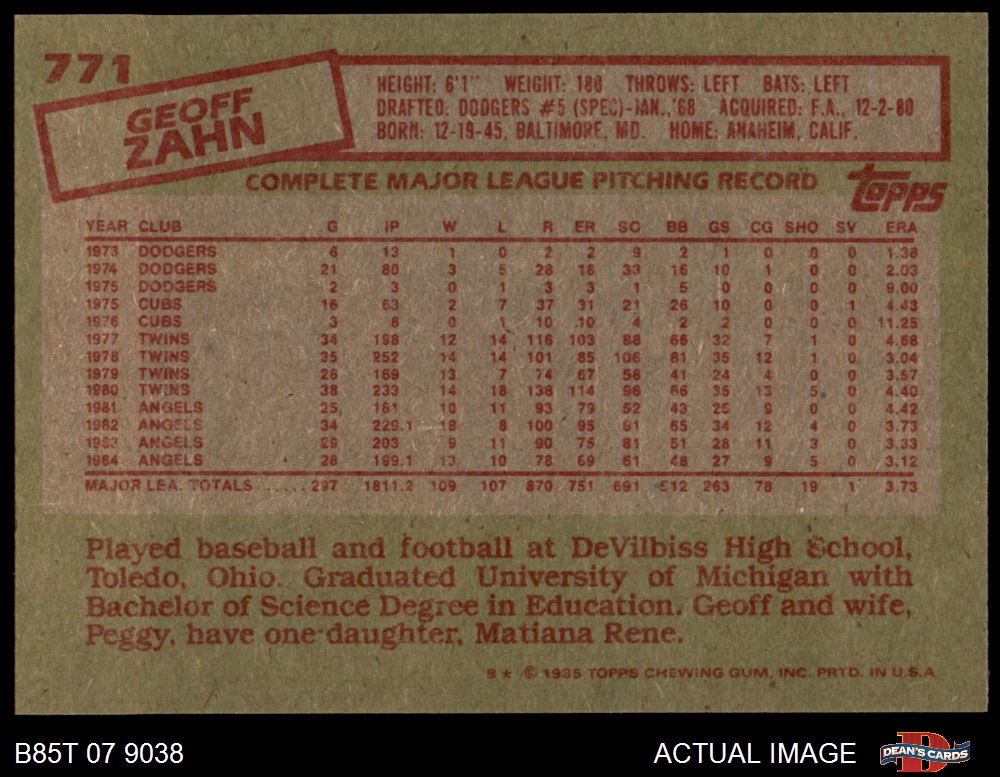 771
GEOFF
ZAHN
HEIGHT: 6'1" WEIGHT: 180 THROWS: LEFT BATS: LEFT
DRAFTED: DODGERS #5 (SPEC)-JAN., '68 ACQUIRED: F.A., 12-2-80
BORN: 12-19-45, BALTIMORE, MD. HOME: ANAHEIM, CALIF.
COMPLETE MAJOR LEAGUE PITCHING RECORD
Topps
YEAR CLUB G IP W L R ER SO BB GS CG SHO SV ERA
1973 DODGERS 6 13 1 0 2 2 9 2 1 0 0 0 1.38
1974 DODGERS 21 80 3 5 28 18 33 16 10 1 0 0 2.03
1975 DODGERS 2 3 0 1 3 3 1 5 0 0 0 0 9.00
1975 CUBS 16 63 2 7 37 31 21 26 10 0 0 1 4.43
1976 CUBS 3 8 0 1 10 10 4 2 2 0 0 0 11.25
1977 TWINS 34 198 12 14 116 103 88 66 32 7 1 0 4.68
1978 TWINS 35 252 14 14 101 85 106 81 35 12 1 0 3.04
1979 TWINS 26 169 13 7 74 67 58 41 24 4 0 0 3.57
1980 TWINS 38 233 14 18 138 114 96 66 35 13 5 0 4.40
1981 ANGELS 25 161 10 11 93 79 52 43 25 9 0 0 4.42
1982 ANGELS 34 229.1 18 8 100 95 81 65 34 12 4 0 3.73
1983 ANGELS 29 203 9 11 90 75 81 51 28 11 3 0 3.33
1984 ANGELS 28 199.1 13 10 78 69 61 48 27 9 5 0 3.12
MAJOR LEA. TOTALS ...... 297 1811.2 109 107 870 751 691 512 263 78 19 1 3.73
Played baseball and football at DeVilbiss High School,
Toledo, Ohio. Graduated University of Michigan with
Bachelor of Science Degree in Education. Geoff and wife,
Peggy, have one daughter, Matiana Rene.
B * © 1985 TOPPS CHEWING GUM, INC. PRTD. IN U.S.A
B85T 07 9038
ACTUAL IMAGE
D
DEAN'S CARDS